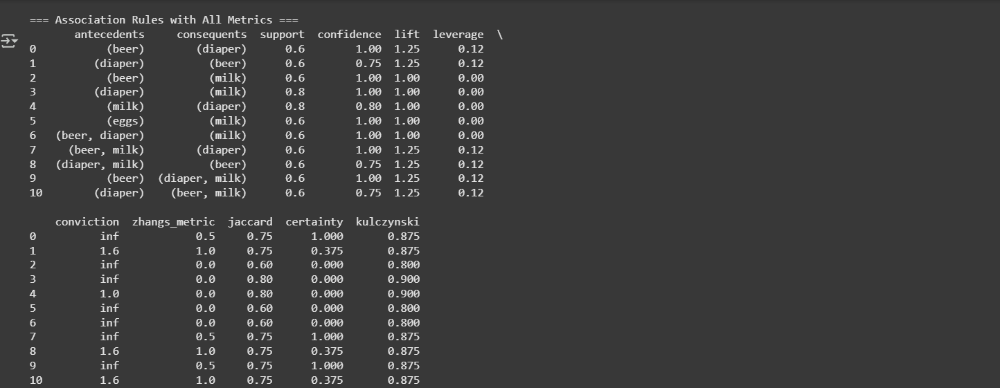 === Association Rules with All Metrics ===
antecedents consequents support confidence lift leverage \
0 (beer) (diaper) 0.6 1.00 1.25 0.12
1 (diaper) (beer) 0.6 0.75 1.25 0.12
2 (beer) (milk) 0.6 1.00 1.00 0.00
3 (diaper) (milk) 0.8 1.00 1.00 0.00
4 (milk) (diaper) 0.8 0.80 1.00 0.00
5 (eggs) (milk) 0.6 1.00 1.00 0.00
6 (beer, diaper) (milk) 0.6 1.00 1.00 0.00
7 (beer, milk) (diaper) 0.6 1.00 1.25 0.12
8 (diaper, milk) (beer) 0.6 0.75 1.25 0.12
9 (beer) (diaper, milk) 0.6 1.00 1.25 0.12
10 (diaper) (beer, milk) 0.6 0.75 1.25 0.12
conviction zhangs_metric jaccard certainty kulczynski
0 inf 0.5 0.75 1.000 0.875
1 1.6 1.0 0.75 0.375 0.875
2 inf 0.0 0.60 0.000 0.800
3 inf 0.0 0.80 0.000 0.900
4 1.0 0.0 0.80 0.000 0.900
5 inf 0.0 0.60 0.000 0.800
6 inf 0.0 0.60 0.000 0.800
7 inf 0.5 0.75 1.000 0.875
8 1.6 1.0 0.75 0.375 0.875
9 inf 0.5 0.75 1.000 0.875
10 1.6 1.0 0.75 0.375 0.875